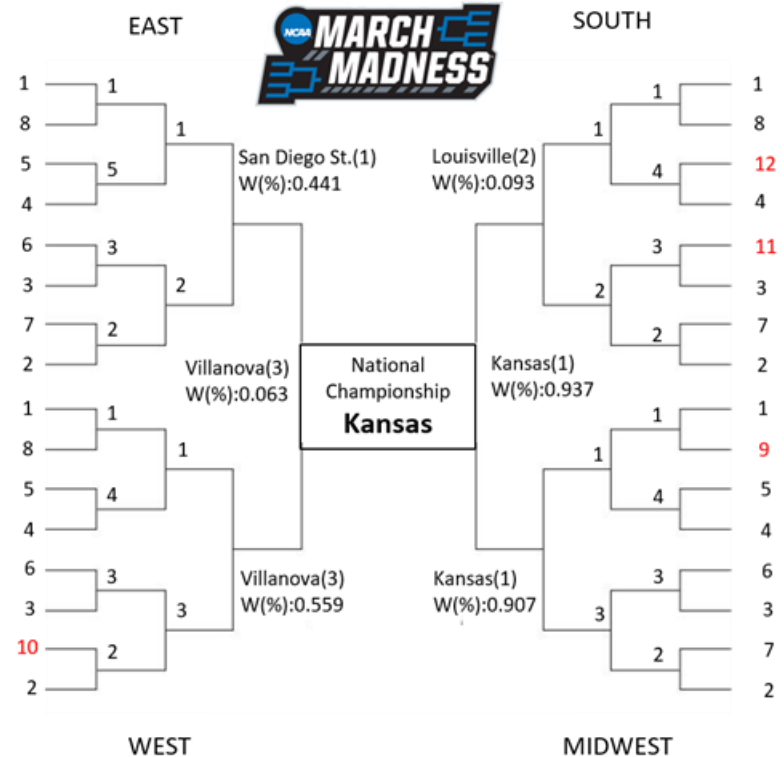 EAST
NCAA
MARCH
MADNESS
SOUTH
1
8
5
4
6
3
7
2
1
5
3
2
1
2
San Diego St.(1)
W(%):0.441
Louisville(2)
W(%):0.093
1
2
1
4
3
2
1
8
12
4
11
3
7
2
Villanova(3)
W(%):0.063
National
Championship
Kansas
Kansas(1)
W(%):0.937
1
8
5
4
6
3
10
2
1
4
3
2
1
3
Villanova(3)
W(%):0.559
Kansas(1)
W(%):0.907
1
3
1
4
3
2
1
9
5
4
6
3
7
2
WEST
MIDWEST